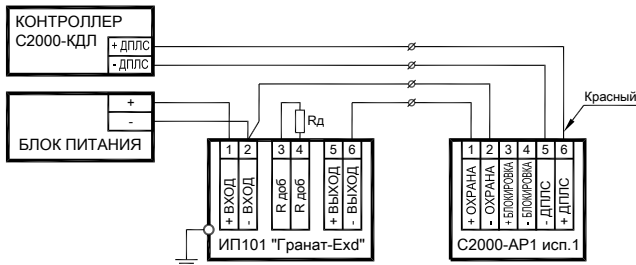 КОНТРОЛЛЕР
С2000-КДЛ
+ ДПЛС
- ДПЛС
+
-
БЛОК ПИТАНИЯ
Rд
Красный
1 2 3 4 5 6
+ ВХОД
- ВХОД
R доб
R доб
+ ВЫХОД
- ВЫХОД
ИП101 "Гранат-Exd"
1 2 3 4 5 6
+ ОХРАНА
- ОХРАНА
+ БЛОКИРОВКА
- БЛОКИРОВКА
- ДПЛС
+ ДПЛС
С2000-АР1 исп.1